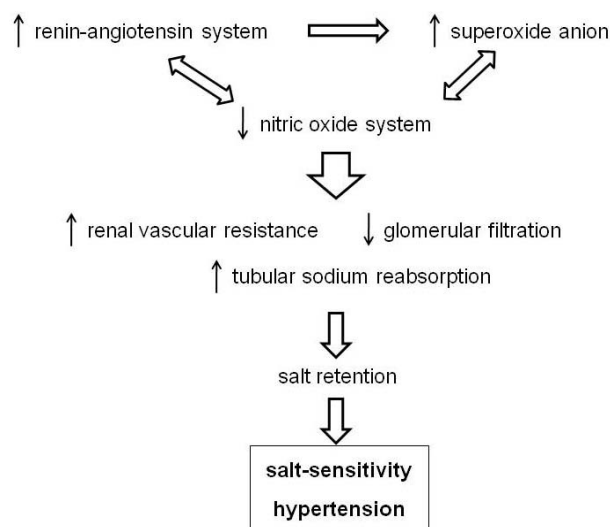 ↑ renin-angiotensin system ↑ superoxide anion
↓ nitric oxide system
↑ renal vascular resistance ↓ glomerular filtration
↑ tubular sodium reabsorption
salt retention
salt-sensitivity
hypertension